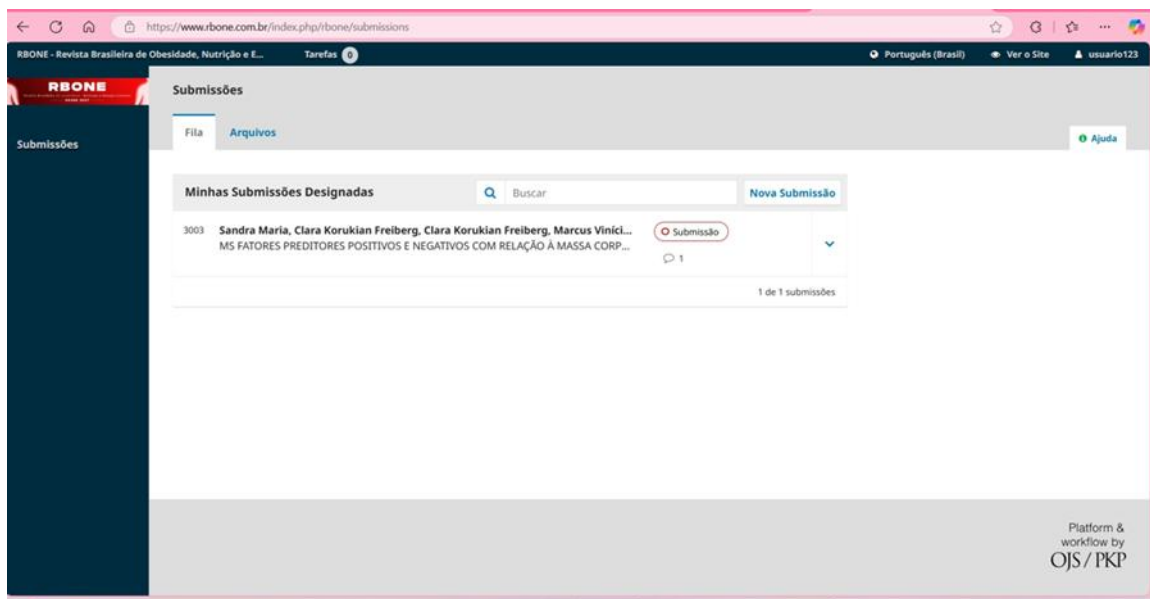 https://www.rbone.com.br/index.php/rbone/submissions
RBONE - Revista Brasileira de Obesidade, Nutrição e E... Tarefas 0 Português (Brasil) Ver o Site usuario123
RBONE
Submissões
Submissões
Fila Arquivos
Ajuda
Minhas Submissões Designadas Buscar Nova Submissão
3003 Sandra Maria, Clara Korukian Freiberg, Clara Korukian Freiberg, Marcus Viníci... Submissão
MS FATORES PREDITORES POSITIVOS E NEGATIVOS COM RELAÇÃO À MASSA CORP...
1
1 de 1 submissões
Platform &
workflow by
OJS / PKP